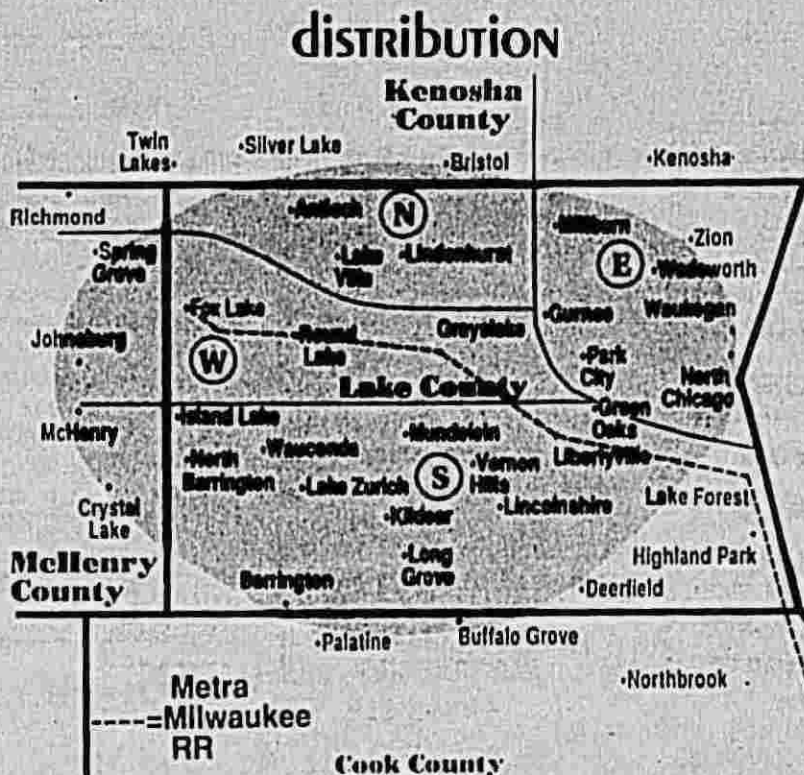 distribution
Kenosha
County
Twin
Lakes
Silver Lake
Bristol
Kenosha
Richmond
Antioch
N
Millburn
Zion
Spring
Grove
Lake
Villa
Lindenhurst
E
Wadsworth
Fox Lake
Gurnee
Waukegan
Johnsburg
Round
Lake
Grayslake
W
Park
City
North
Chicago
Lake County
McHenry
Island Lake
Green
Oaks
Mundelein
Wauconda
North
Barrington
Lake Zurich
S
Vernon
Hills
Libertyville
Crystal
Lake
Kildeer
Lincolnshire
Lake Forest
McHenry
County
Long
Grove
Highland Park
Barrington
Deerfield
Palatine
Buffalo Grove
Northbrook
Metra
----=Milwaukee
RR
Cook County